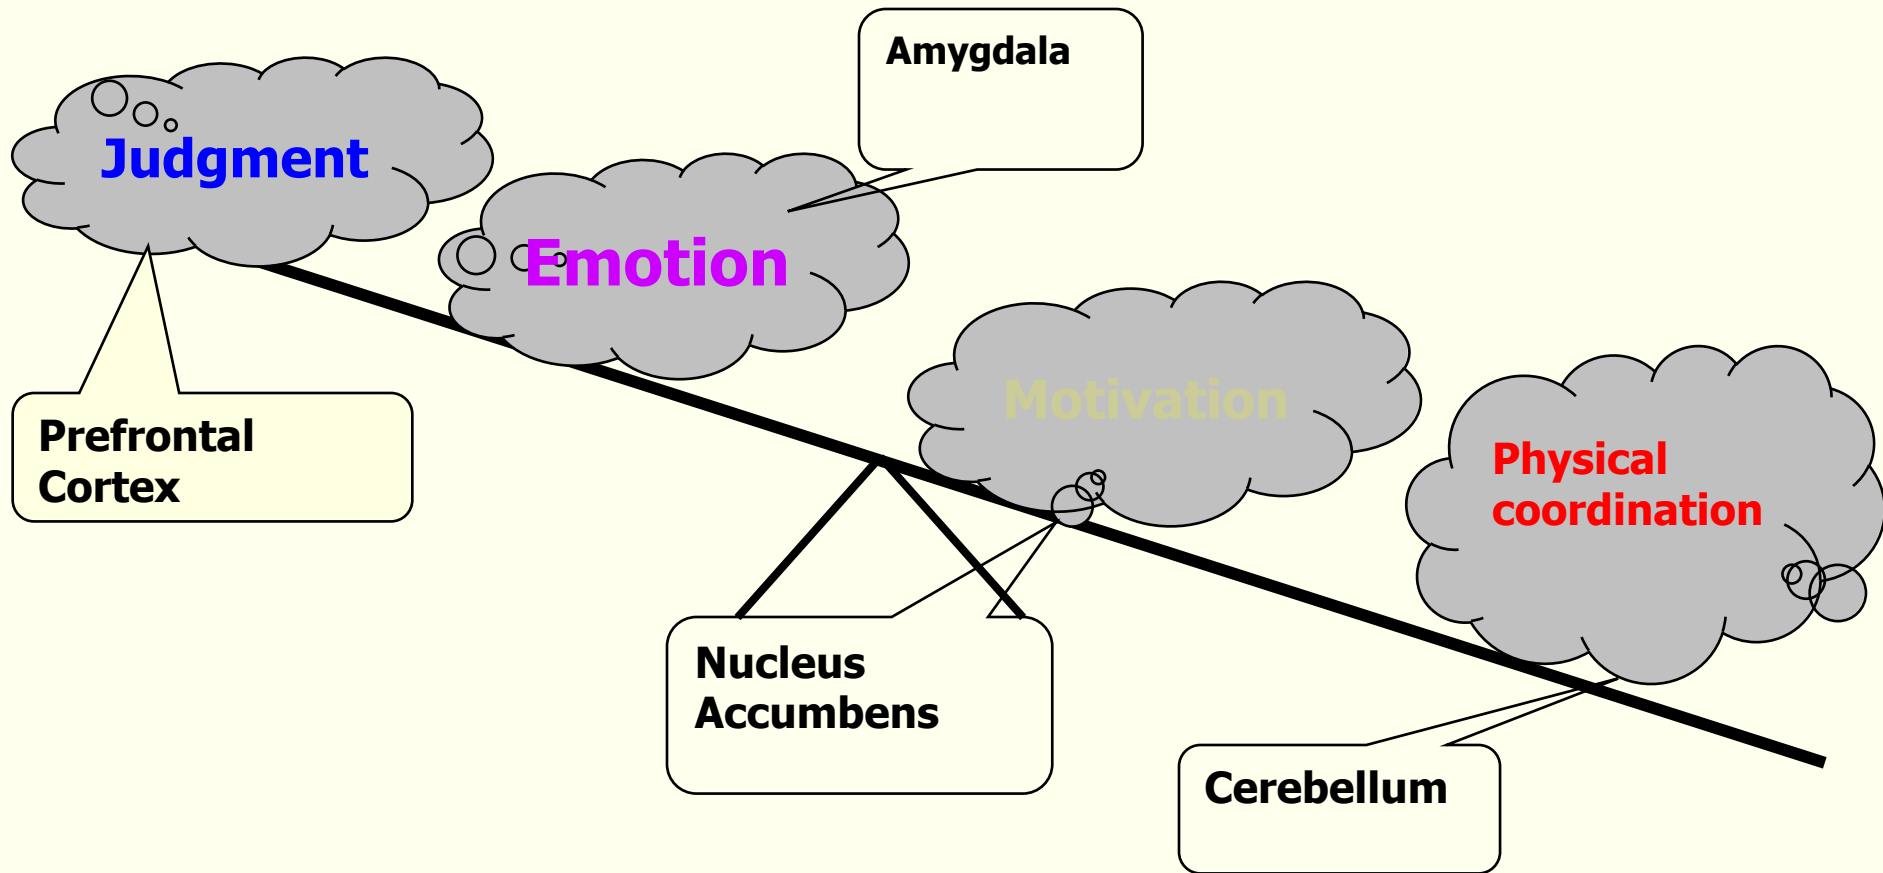 Amygdala
Judgment
Emotion
Motivation
Prefrontal
Cortex
Physical
coordination
Nucleus
Accumbens
Cerebellum